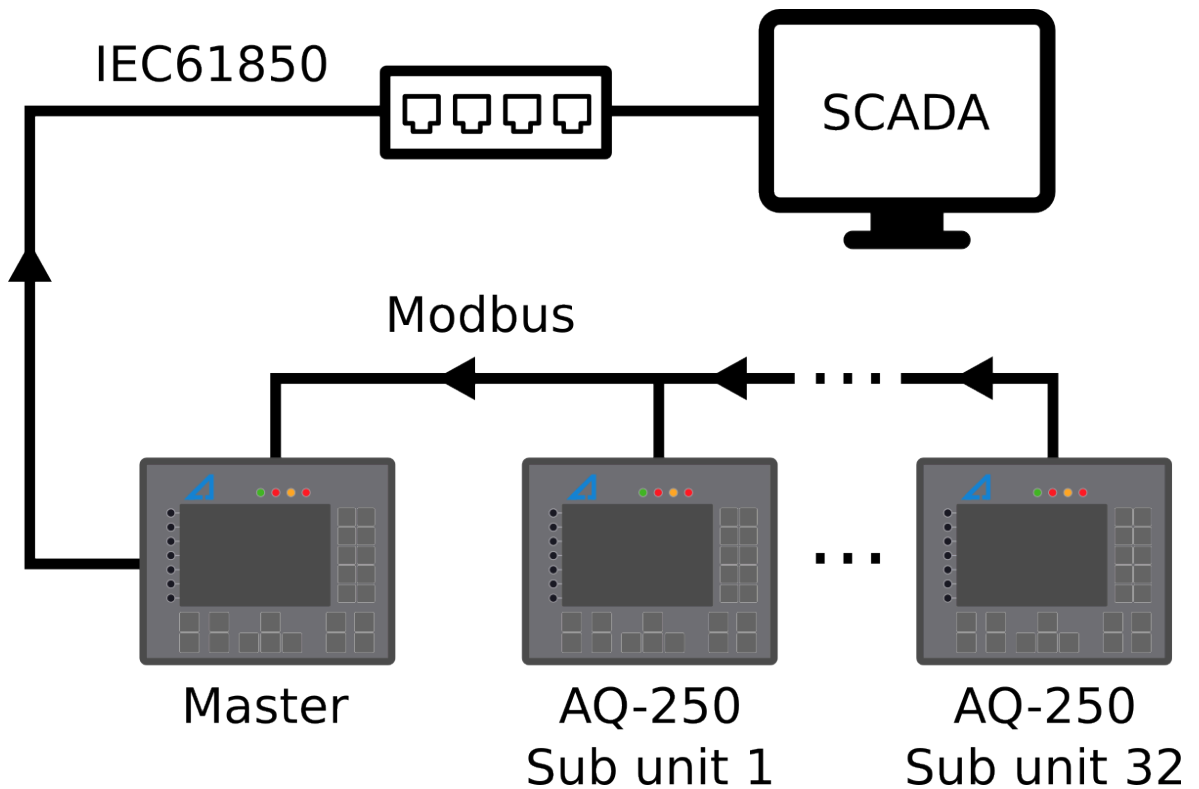 IEC61850
SCADA
Modbus
Master
AQ-250
Sub unit 1
AQ-250
Sub unit 32